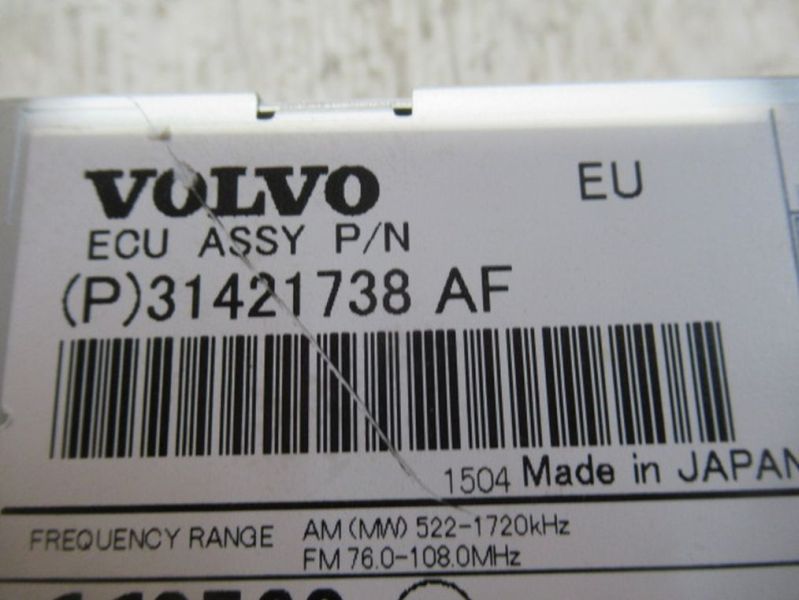 VOLVO EU
ECU ASSY P/N
(P)31421738 AF
1504 Made in JAPAN
FREQUENCY RANGE AM (MW) 522-1720kHz
FM 76.0-108.0MHz